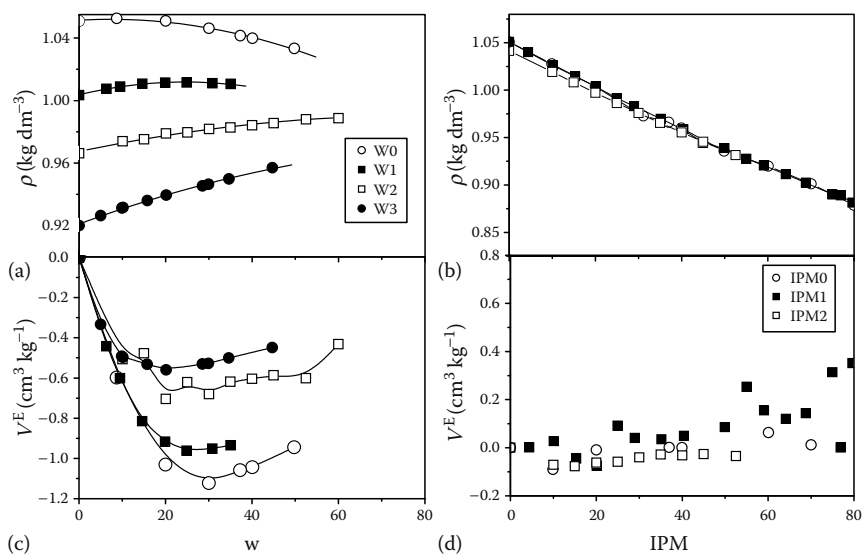 1.04
1.00
0.96
0.92
ρ (kg dm⁻³)
W0
W1
W2
W3
(a)
1.05
1.00
0.95
0.90
0.85
ρ (kg dm⁻³)
(b)
0.0
−0.2
−0.4
−0.6
−0.8
−1.0
−1.2
Vᴱ (cm³ kg⁻¹)
0
20
40
60
80
(c)
w
0.8
0.6
0.4
0.2
0.0
−0.2
Vᴱ (cm³ kg⁻¹)
IPM0
IPM1
IPM2
0
20
40
60
80
(d)
IPM